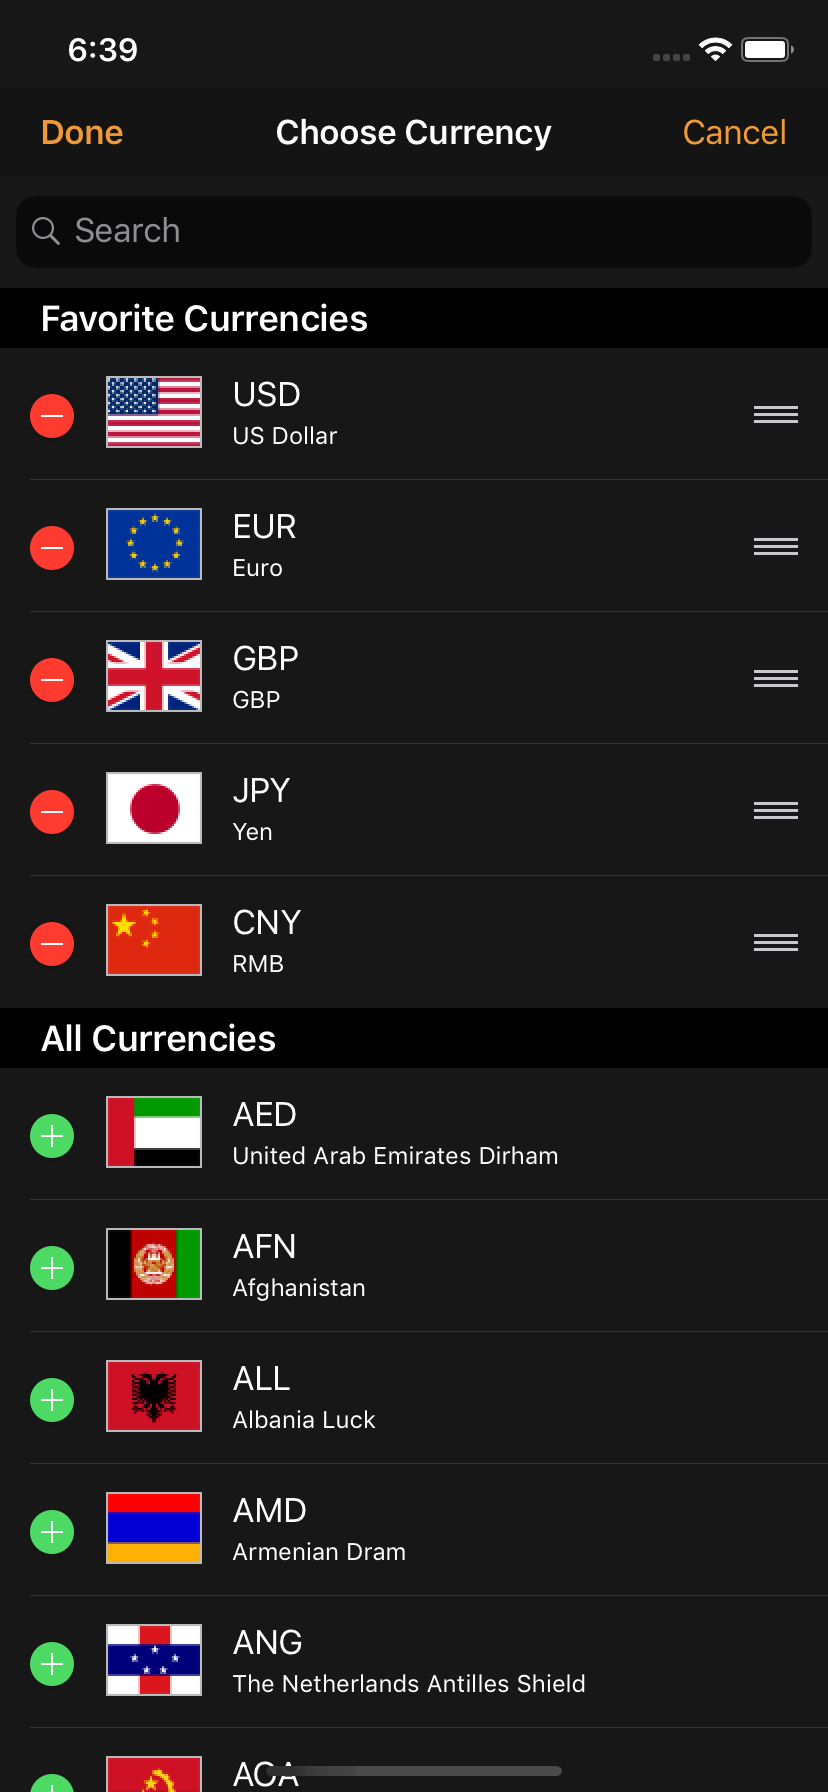 6:39
Done
Choose Currency
Cancel
Search
Favorite Currencies
USD
US Dollar
EUR
Euro
GBP
GBP
JPY
Yen
CNY
RMB
All Currencies
AED
United Arab Emirates Dirham
AFN
Afghanistan
ALL
Albania Luck
AMD
Armenian Dram
ANG
The Netherlands Antilles Shield
AOA